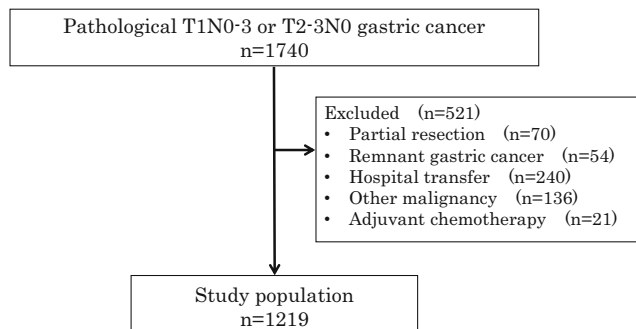 Pathological T1N0-3 or T2-3N0 gastric cancer
n=1740
Excluded (n=521)
• Partial resection (n=70)
• Remnant gastric cancer (n=54)
• Hospital transfer (n=240)
• Other malignancy (n=136)
• Adjuvant chemotherapy (n=21)
Study population
n=1219